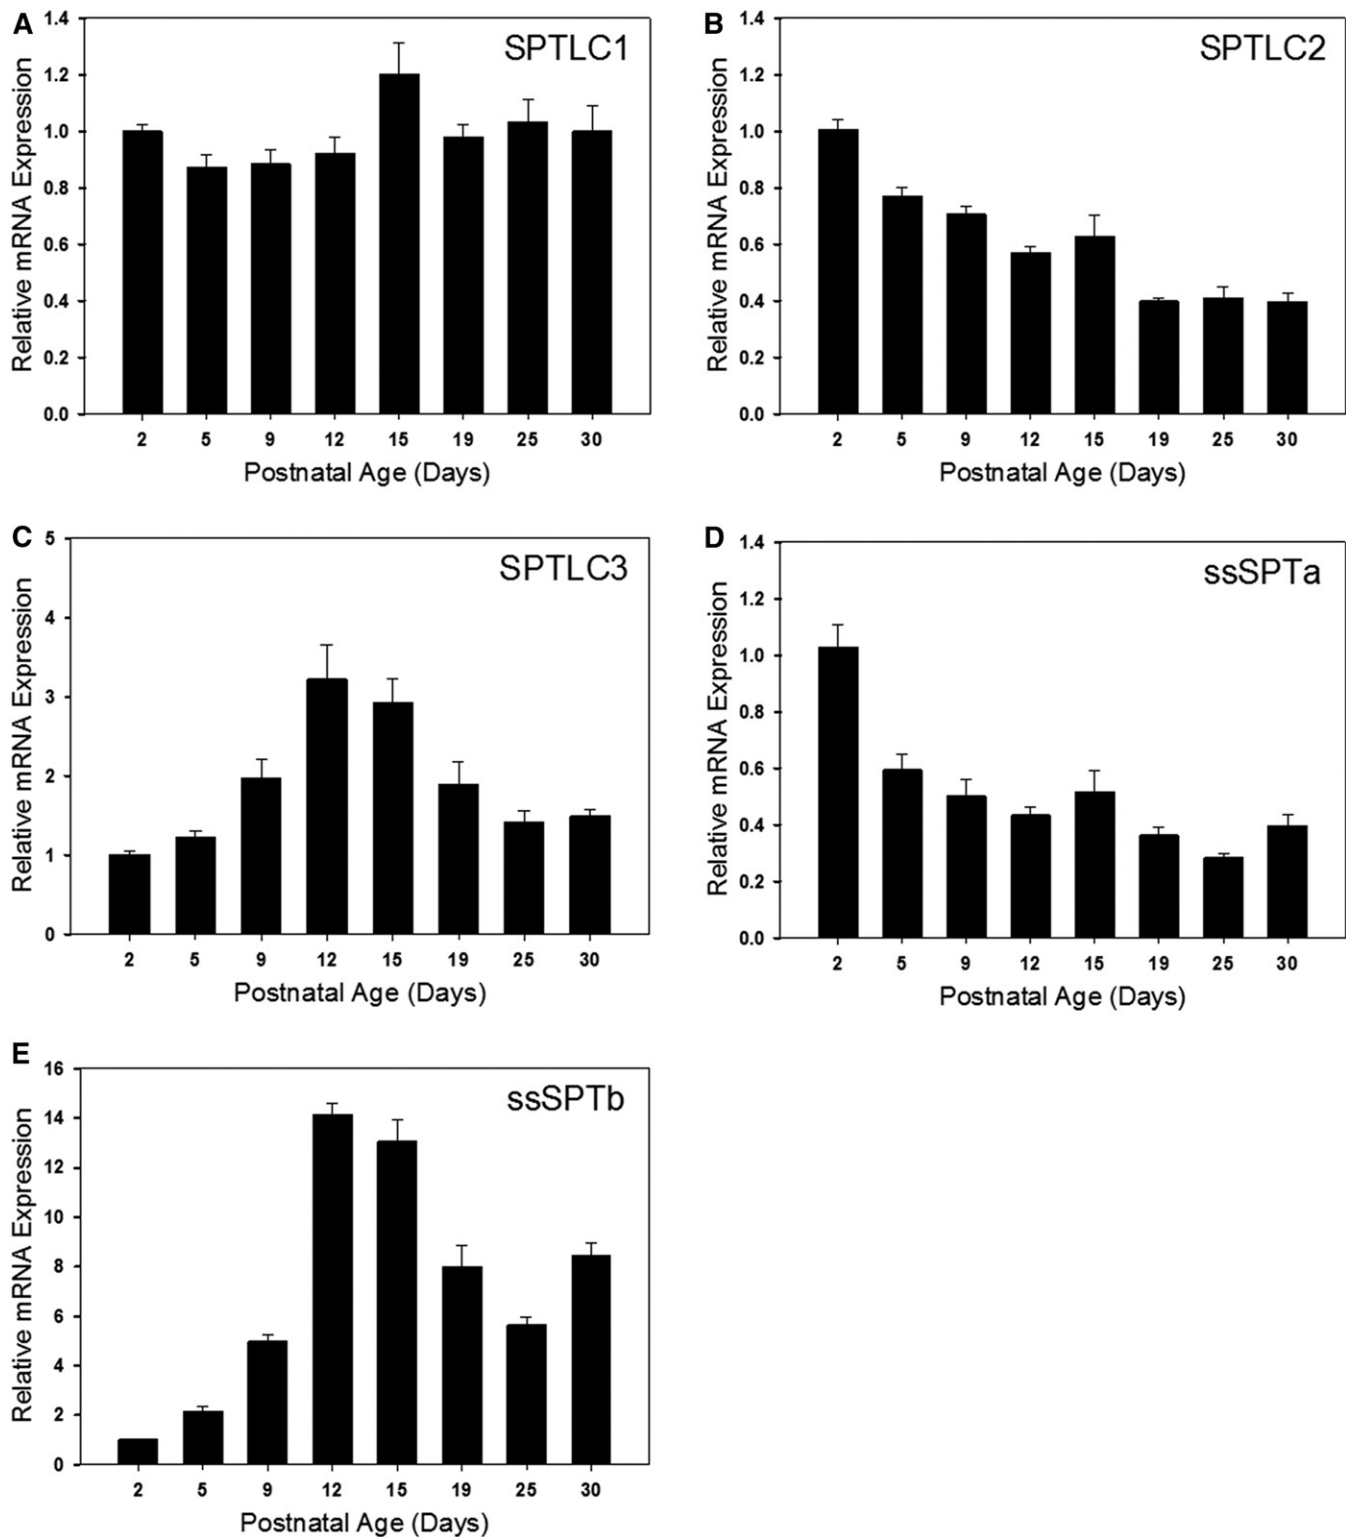 A
SPTLC1
Relative mRNA Expression
1.4
1.2
1.0
0.8
0.6
0.4
0.2
0.0
2 5 9 12 15 19 25 30
Postnatal Age (Days)
B
SPTLC2
Relative mRNA Expression
1.4
1.2
1.0
0.8
0.6
0.4
0.2
0.0
2 5 9 12 15 19 25 30
Postnatal Age (Days)
C
SPTLC3
Relative mRNA Expression
5
4
3
2
1
0
2 5 9 12 15 19 25 30
Postnatal Age (Days)
D
ssSPTa
Relative mRNA Expression
1.4
1.2
1.0
0.8
0.6
0.4
0.2
0.0
2 5 9 12 15 19 25 30
Postnatal Age (Days)
E
ssSPTb
Relative mRNA Expression
16
14
12
10
8
6
4
2
0
2 5 9 12 15 19 25 30
Postnatal Age (Days)